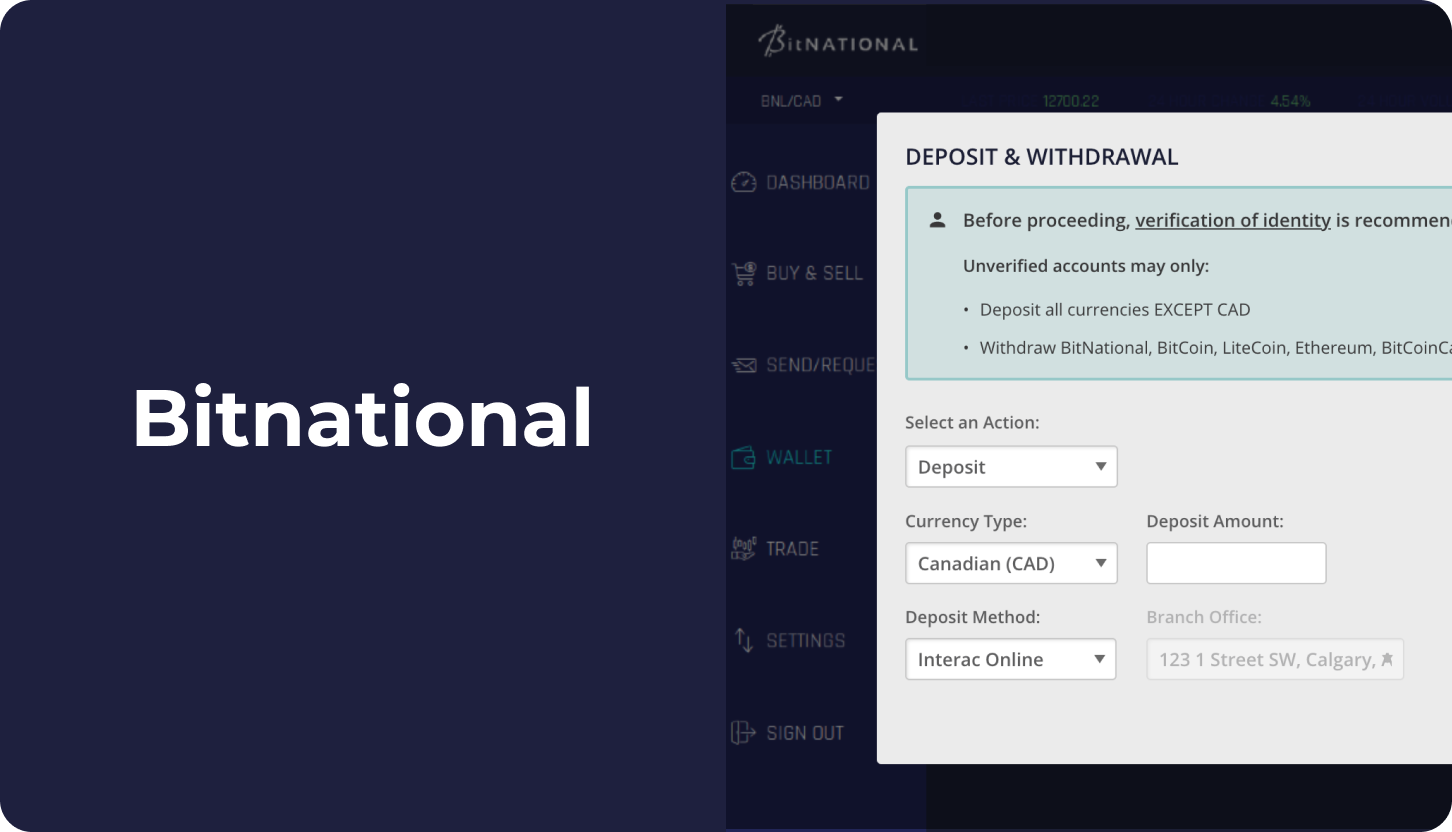 Bitnational
BitNATIONAL
BNL/CAD
12700.22
4.54%
DASHBOARD
BUY & SELL
SEND/REQUE
WALLET
TRADE
SETTINGS
SIGN OUT
DEPOSIT & WITHDRAWAL
Before proceeding, verification of identity is recommen
Unverified accounts may only:
• Deposit all currencies EXCEPT CAD
• Withdraw BitNational, BitCoin, LiteCoin, Ethereum, BitCoinCa
Select an Action:
Deposit
Currency Type:
Deposit Amount:
Canadian (CAD)
Deposit Method:
Branch Office:
Interac Online
123 1 Street SW, Calgary,